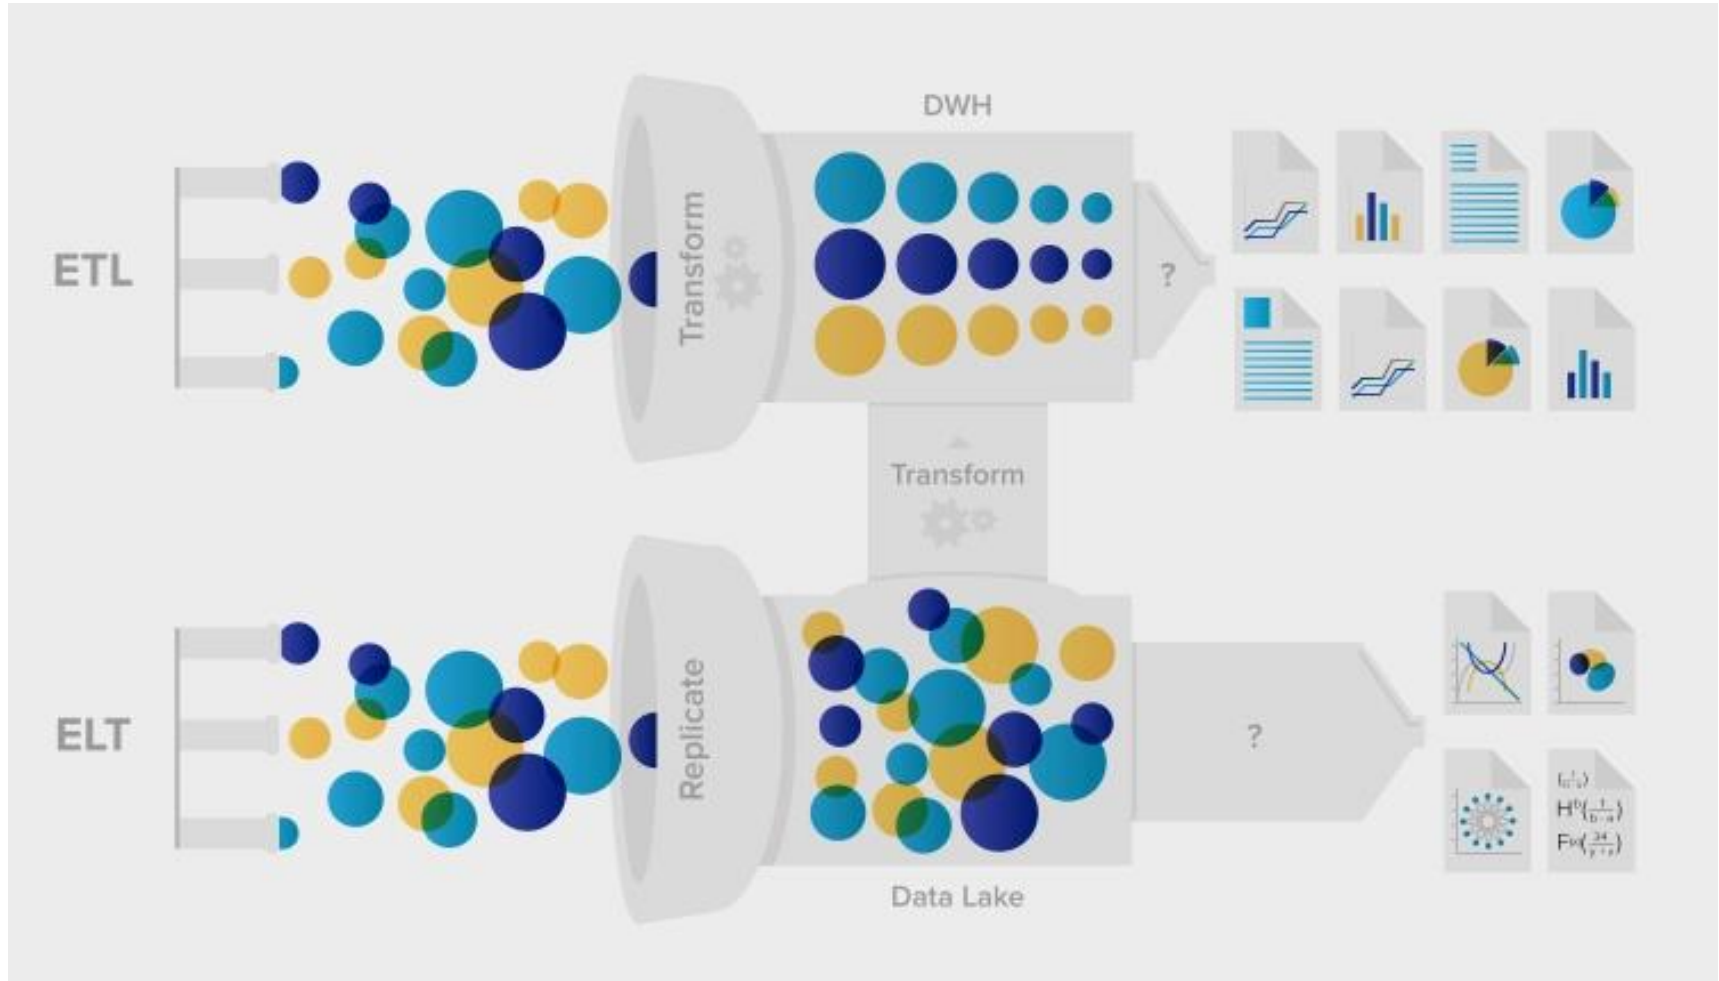 DWH
ETL
Transform
?
Transform
ELT
Replicate
?
Data Lake